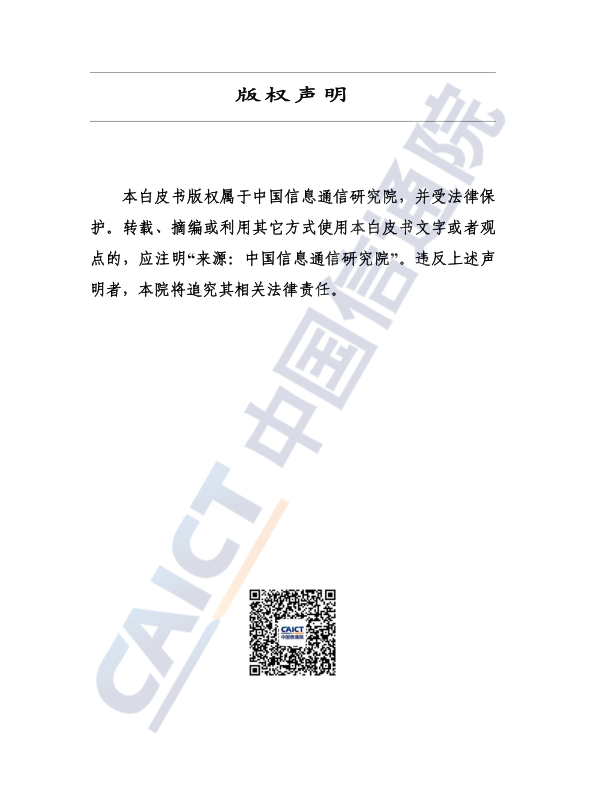 版权声明
本白皮书版权属于中国信息通信研究院，并受法律保
护。转载、摘编或利用其它方式使用本白皮书文字或者观
点的，应注明“来源：中国信息通信研究院”。违反上述声
明者，本院将追究其相关法律责任。
CAICT 中国信通院
CAICT
中国信通院